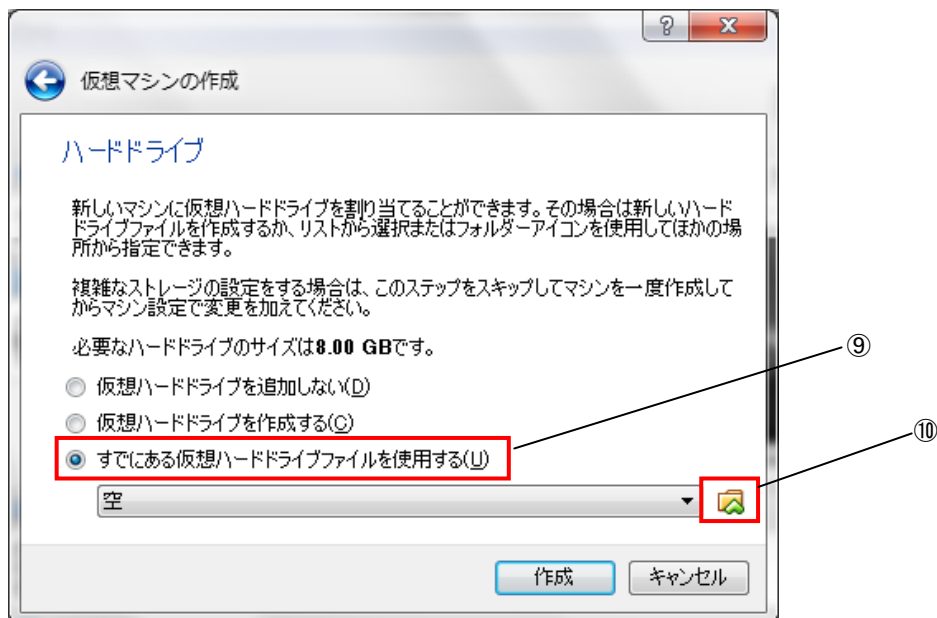 ?
x
仮想マシンの作成
ハードドライブ
新しいマシンに仮想ハードドライブを割り当てることができます。その場合は新しいハード
ドライブファイルを作成するか、リストから選択またはフォルダーアイコンを使用してほかの場
所から指定できます。
複雑なストレージの設定をする場合は、このステップをスキップしてマシンを一度作成して
からマシン設定で変更を加えてください。
必要なハードドライブのサイズは8.00 GBです。
⑨
仮想ハードドライブを追加しない(D)
仮想ハードドライブを作成する(C)
⑩
すでにある仮想ハードドライブファイルを使用する(U)
空
作成
キャンセル